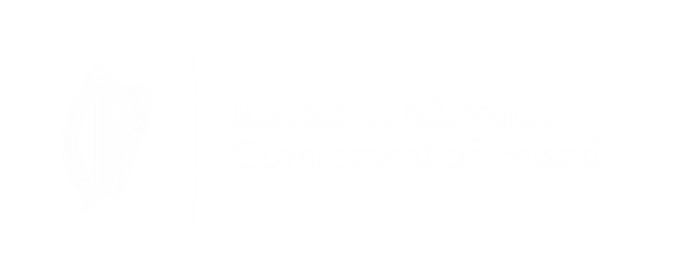 Rialtas na hÉireann
Government of Ireland